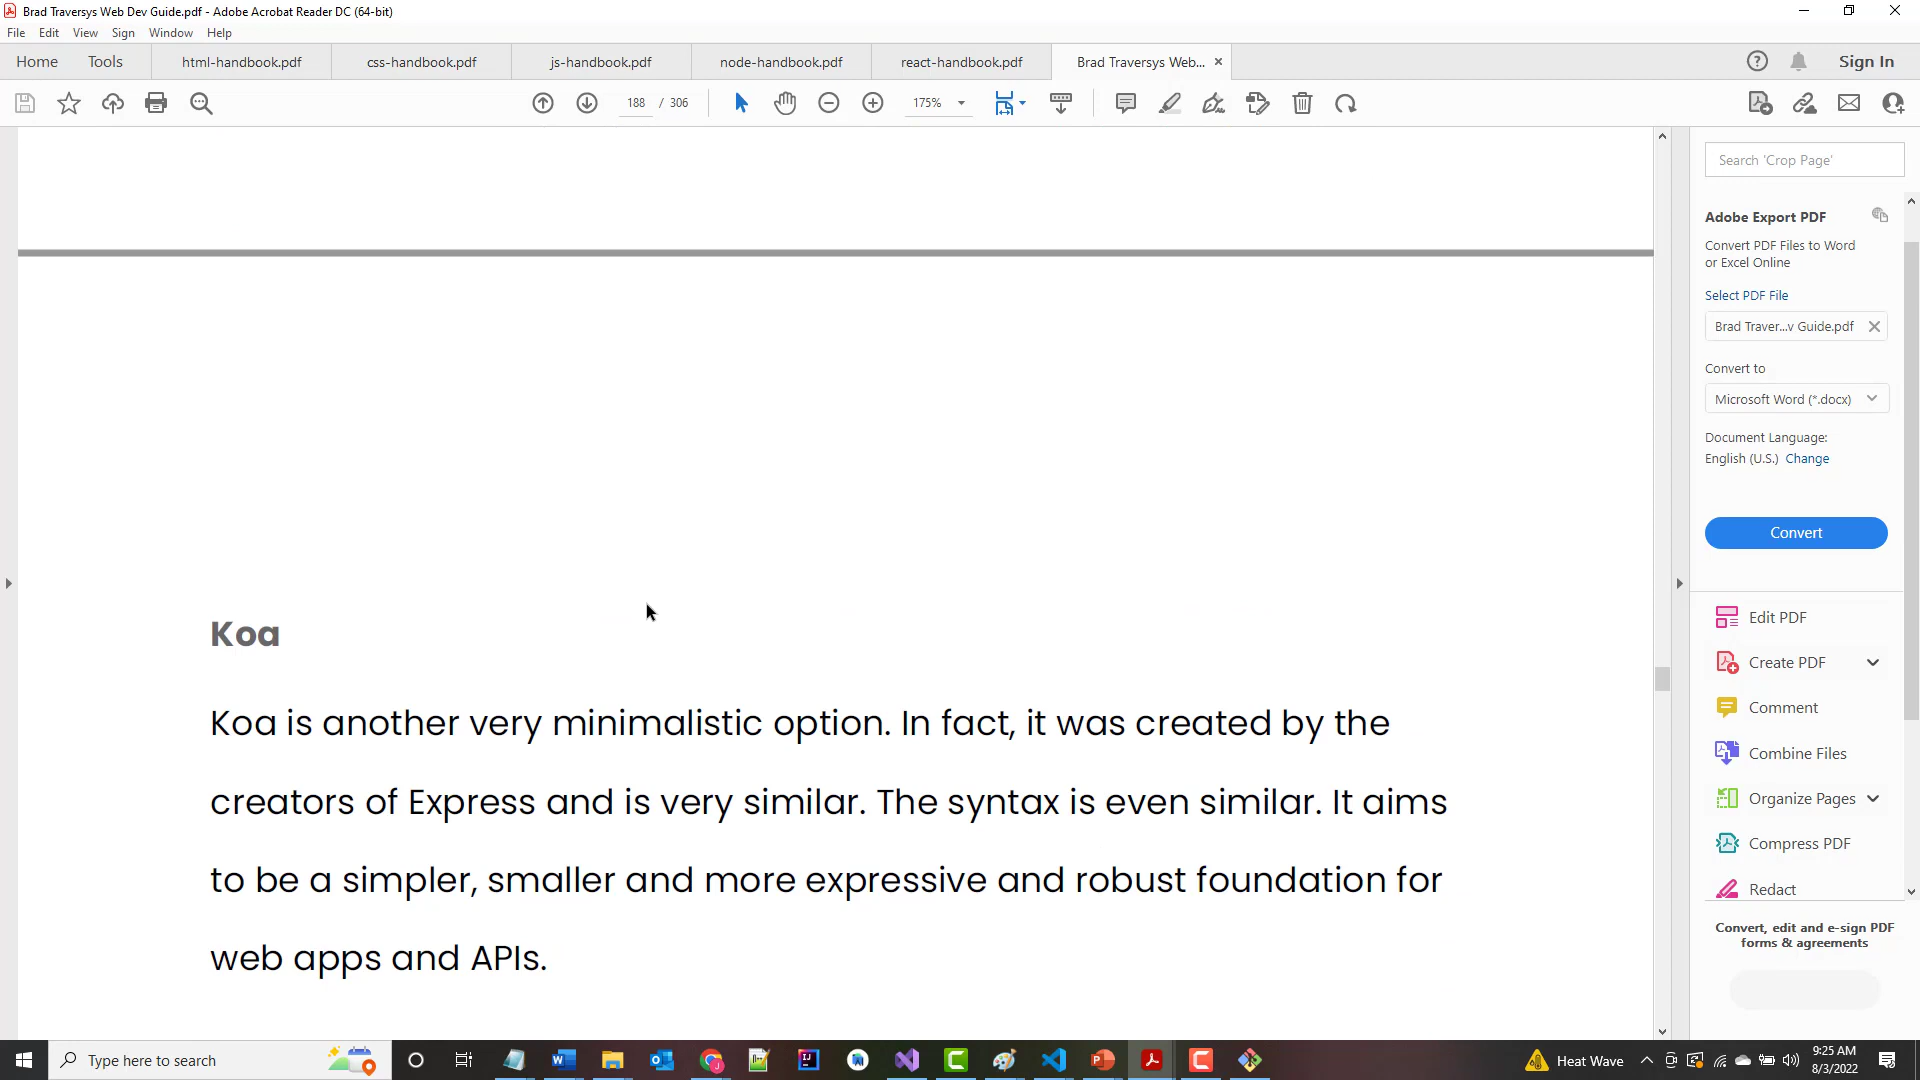 Brad Traversys Web Dev Guide.pdf - Adobe Acrobat Reader DC (64-bit)
File Edit View Sign Window Help
Home Tools html-handbook.pdf css-handbook.pdf js-handbook.pdf node-handbook.pdf react-handbook.pdf Brad Traversys Web... × Sign In
188 / 306 175%
Search 'Crop Page'
Adobe Export PDF
Convert PDF Files to Word
or Excel Online
Select PDF File
Brad Traver...v Guide.pdf
Convert to
Microsoft Word (*.docx)
Document Language:
English (U.S.) Change
Convert
Edit PDF
Create PDF
Comment
Combine Files
Organize Pages
Compress PDF
Redact
Convert, edit and e-sign PDF
forms & agreements
Koa
Koa is another very minimalistic option. In fact, it was created by the
creators of Express and is very similar. The syntax is even similar. It aims
to be a simpler, smaller and more expressive and robust foundation for
web apps and APIs.
Type here to search
Heat Wave
9:25 AM
8/3/2022